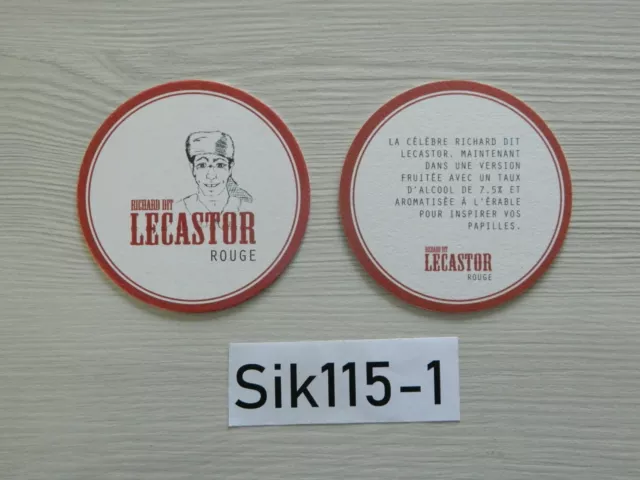 RICHARD DIT
LECASTOR
ROUGE
LA CÉLÈBRE RICHARD DIT
LECASTOR. MAINTENANT
DANS UNE VERSION
FRUITÉE AVEC UN TAUX
D'ALCOOL DE 7.5% ET
AROMATISÉE À L'ÉRABLE
POUR INSPIRER VOS
PAPILLES.
RICHARD DIT
LECASTOR
ROUGE
Sik115-1